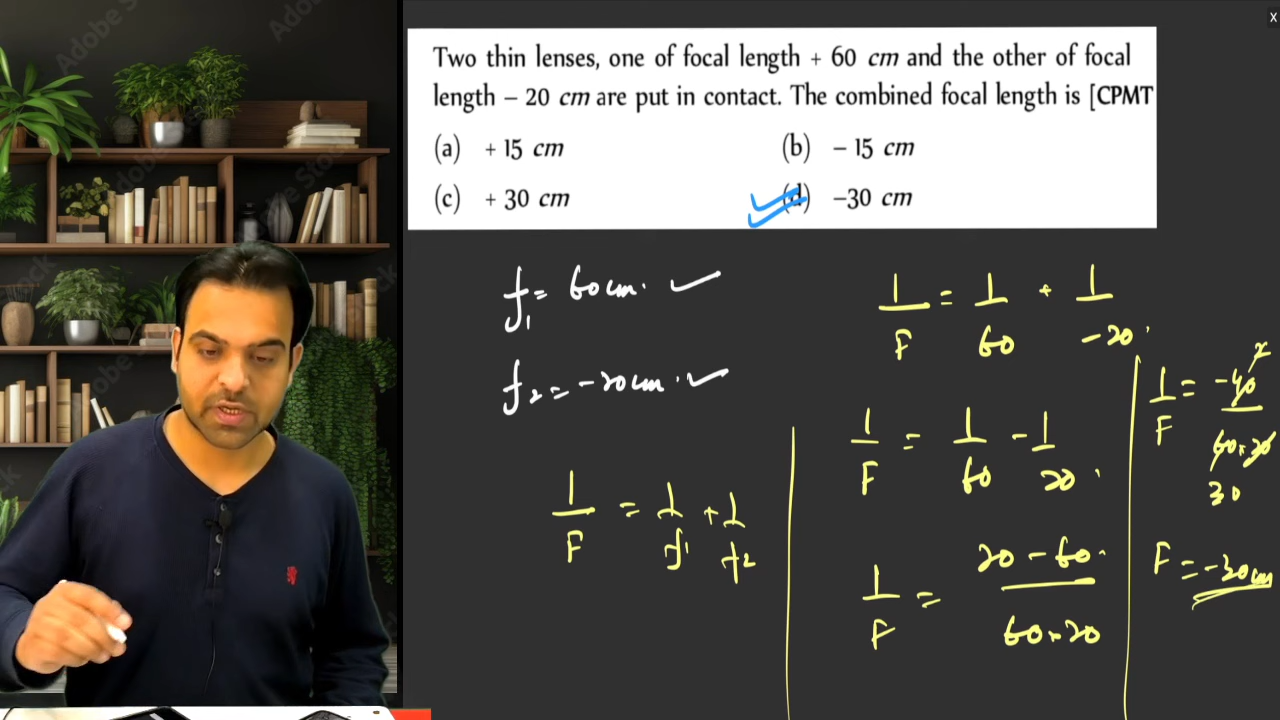 Two thin lenses, one of focal length + 60 cm and the other of focal
length – 20 cm are put in contact. The combined focal length is [CPMT
(a) + 15 cm (b) – 15 cm
(c) + 30 cm (d) –30 cm
f₁ = 60cm. ✓
f₂ = -20cm. ✓
1/F = 1/f₁ + 1/f₂
1/F = 1/60 + 1/-20
1/F = 1/60 - 1/20
1/F = 20 - 60 / 60 × 20
1/F = -40 / 60 × 20
30
F = -30cm
X
Adobe Stock